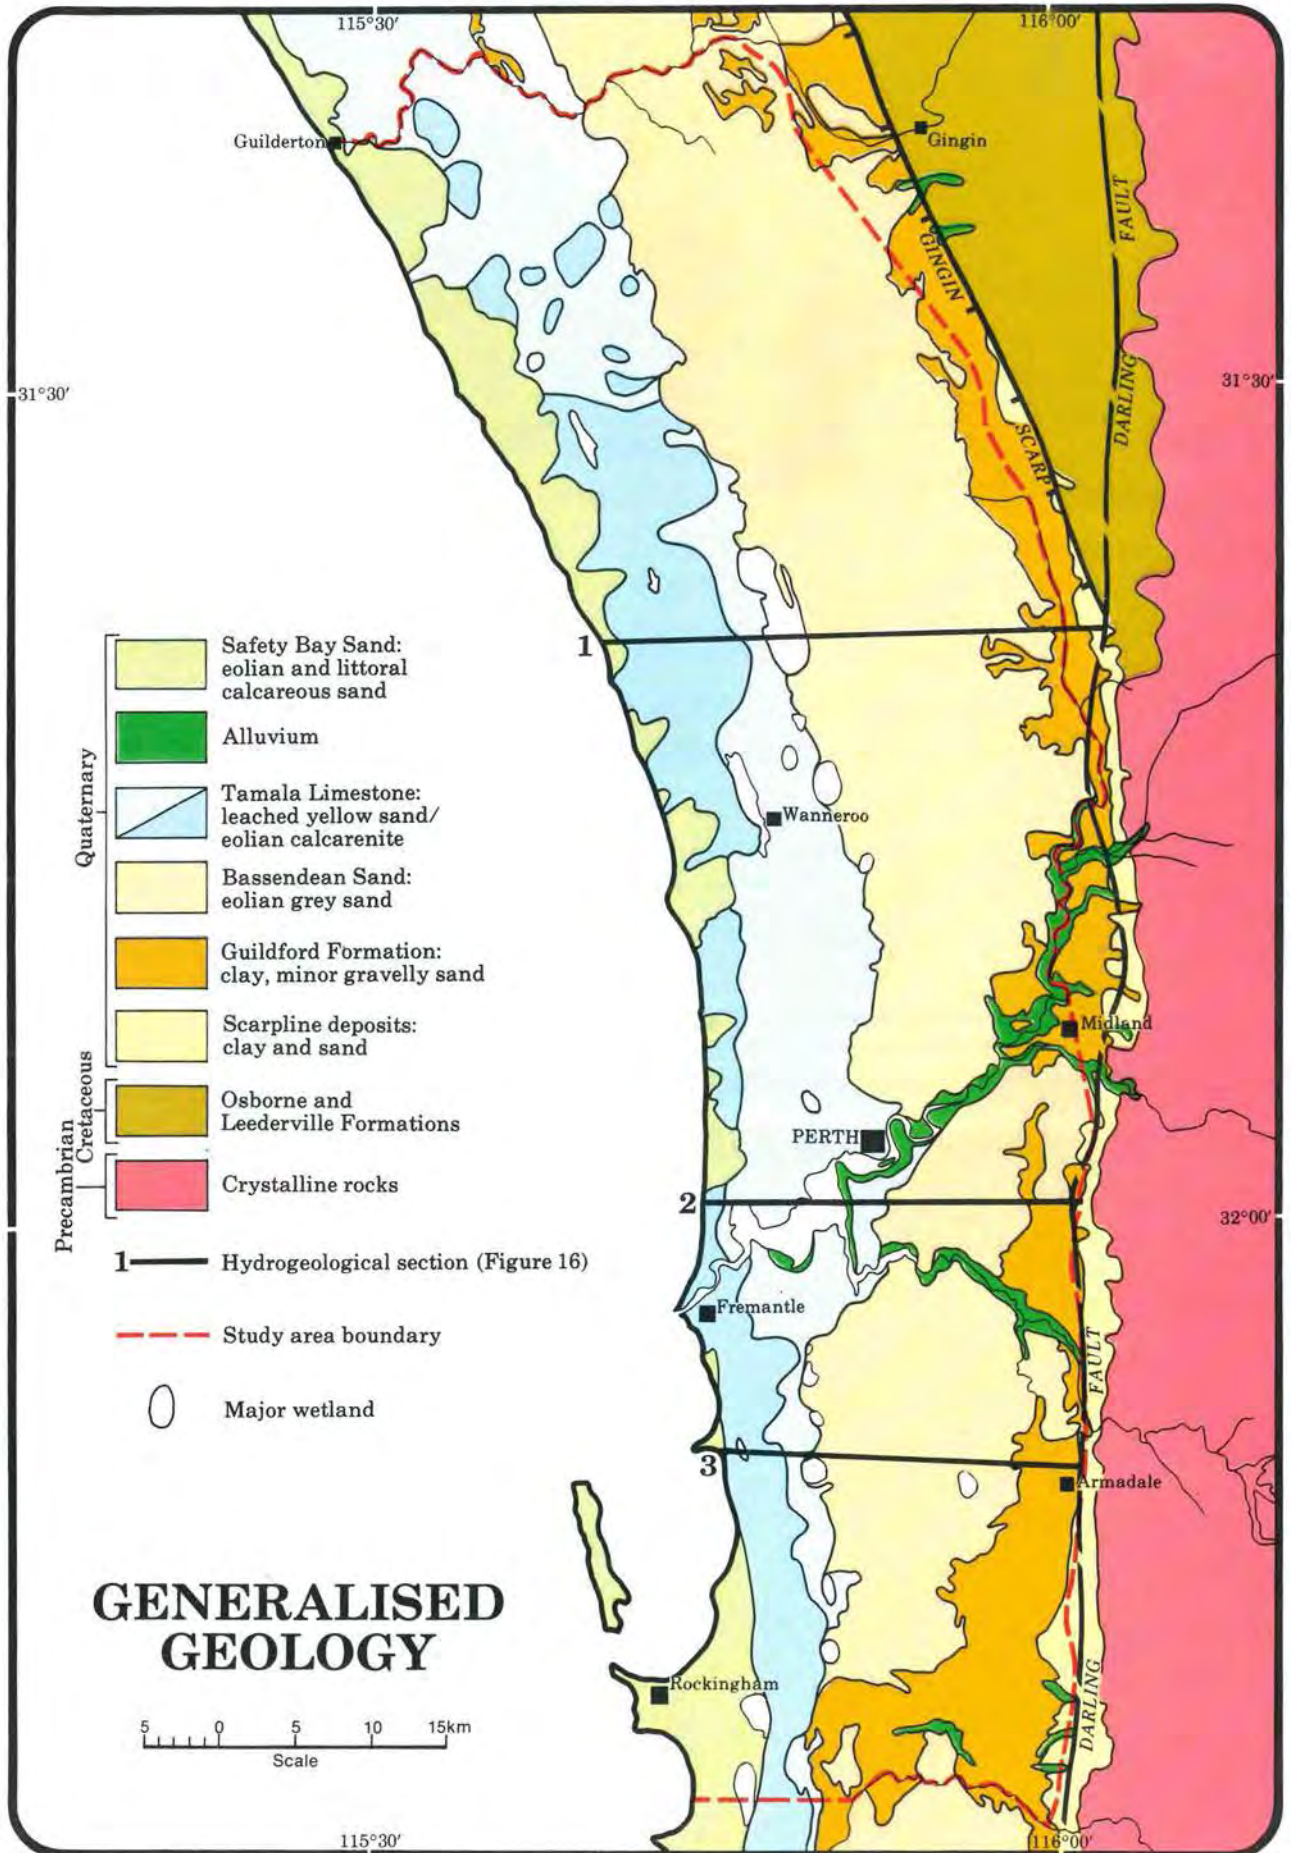 115°30′
116°00′
Guilderton
Gingin
FAULT
GINGIN
31°30′
31°30′
DARLING
SCARP
1
Safety Bay Sand:
eolian and littoral
calcareous sand
Alluvium
Quaternary
Tamala Limestone:
leached yellow sand/
eolian calcarenite
Wanneroo
Bassendean Sand:
eolian grey sand
Guildford Formation:
clay, minor gravelly sand
Scarpline deposits:
clay and sand
Midland
Cretaceous
Osborne and
Leederville Formations
PERTH
Precambrian
Crystalline rocks
2
32°00′
1
Hydrogeological section (Figure 16)
Fremantle
Study area boundary
FAULT
Major wetland
3
Armadale
GENERALISED
GEOLOGY
Rockingham
DARLING
5 0 5 10 15km
Scale
115°30′
116°00′